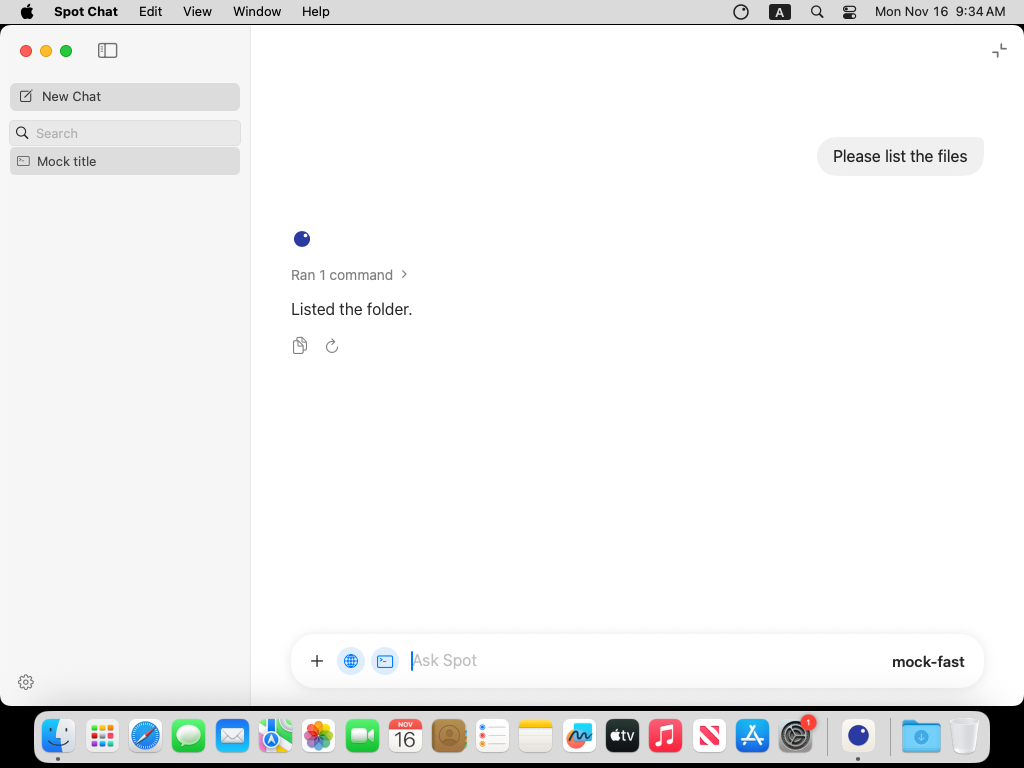 Spot Chat Edit View Window Help A Mon Nov 16 9:34 AM
New Chat
Search
Mock title
Please list the files
Ran 1 command
Listed the folder.
Ask Spot
mock-fast
NOV
16
tv
1